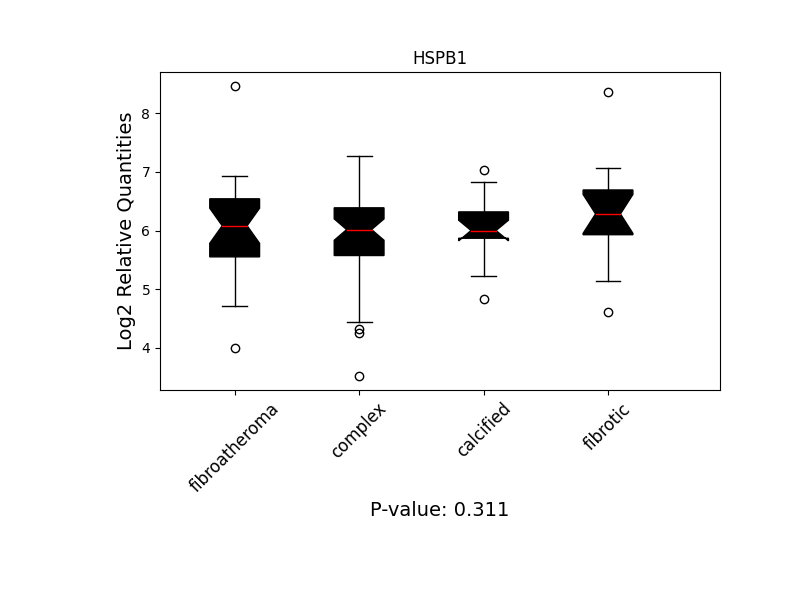 HSPB1
Log2 Relative Quantities
8
7
6
5
4
fibroatheroma
complex
calcified
fibrotic
P-value: 0.311